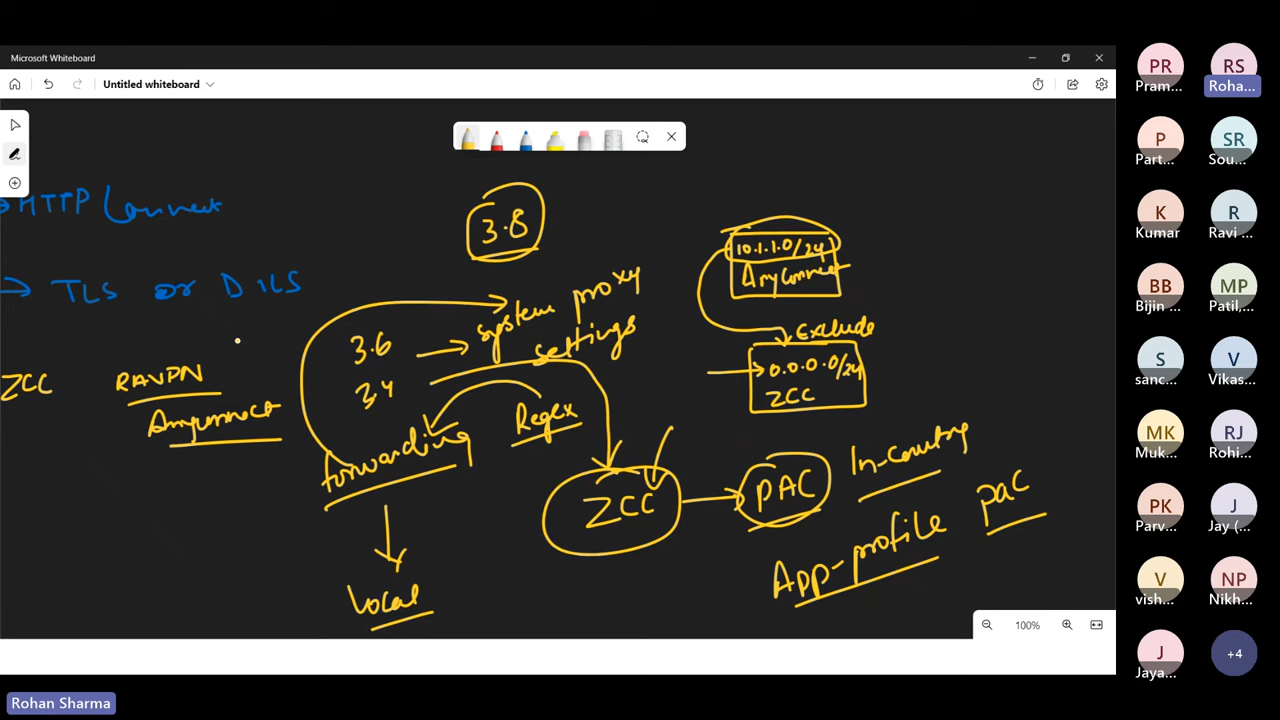 Microsoft Whiteboard
Untitled whiteboard
HTTP Connect
TLS or DTLS
ZCC
RAVPN
Anyconnect
3.8
3.6
3.4
system proxy
settings
Regex
forwarding
local
10.1.1.0/24
AnyConnect
Exclude
0.0.0.0/24
ZCC
ZCC
PAC
In-country
App-profile pac
100%
PR
Pram...
RS
Roha...
P
Part...
SR
Sou...
K
Kumar
R
Ravi ...
BB
Bijin ...
MP
Patil,...
S
sanc...
V
Vikas...
MK
Muk...
RJ
Rohi...
PK
Parv...
J
Jay (...
V
vish...
NP
Nikh...
J
Jaya...
+4
Rohan Sharma